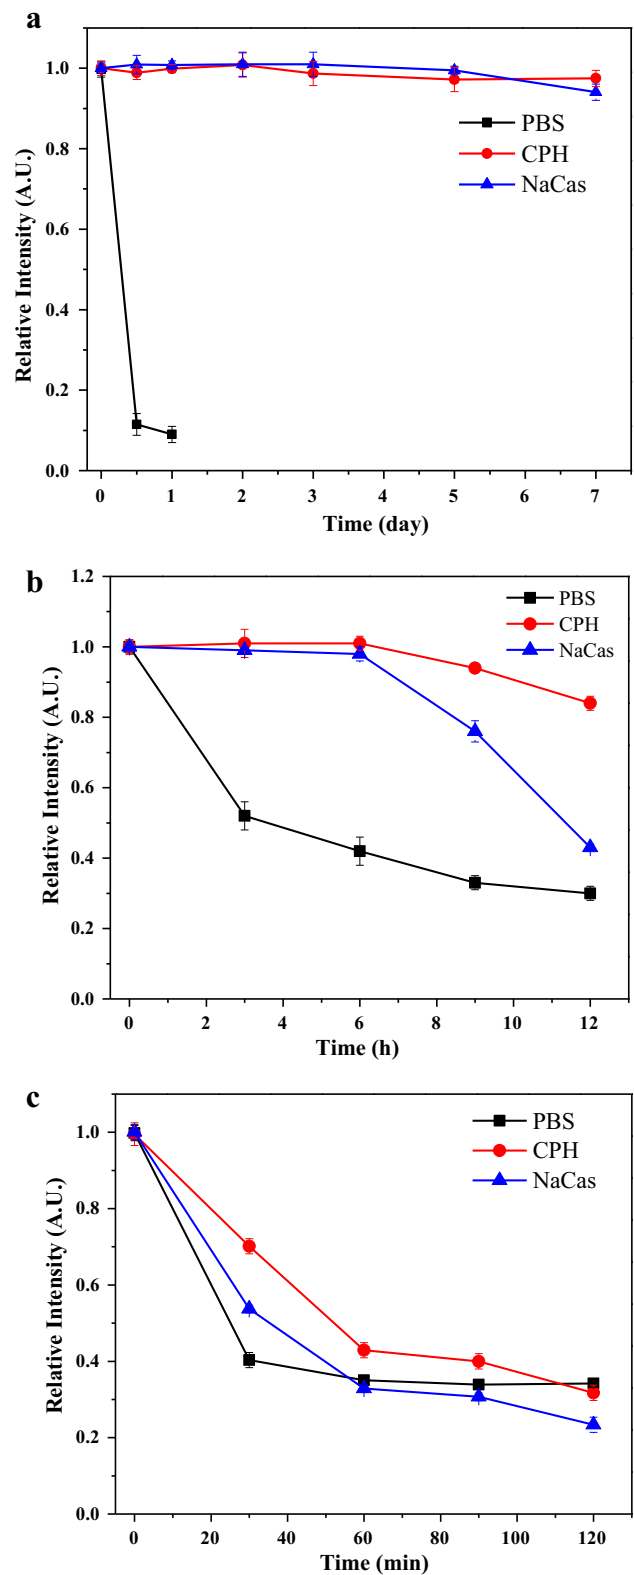 a
1.0
0.8
0.6
0.4
0.2
0.0
Relative Intensity (A.U.)
PBS
CPH
NaCas
0 1 2 3 4 5 6 7
Time (day)
b
1.2
1.0
0.8
0.6
0.4
0.2
0.0
Relative Intensity (A.U.)
PBS
CPH
NaCas
0 2 4 6 8 10 12
Time (h)
c
1.0
0.8
0.6
0.4
0.2
0.0
Relative Intensity (A.U.)
PBS
CPH
NaCas
0 20 40 60 80 100 120
Time (min)